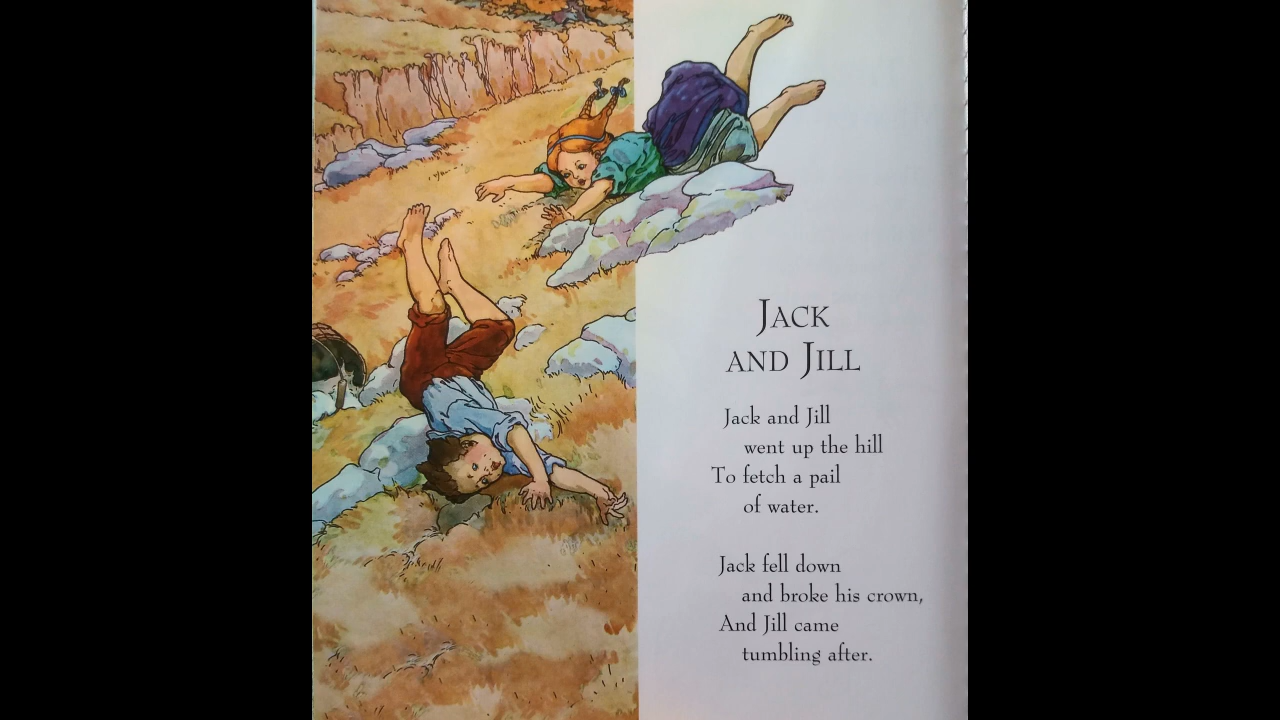 JACK
AND JILL
Jack and Jill
went up the hill
To fetch a pail
of water.
Jack fell down
and broke his crown,
And Jill came
tumbling after.